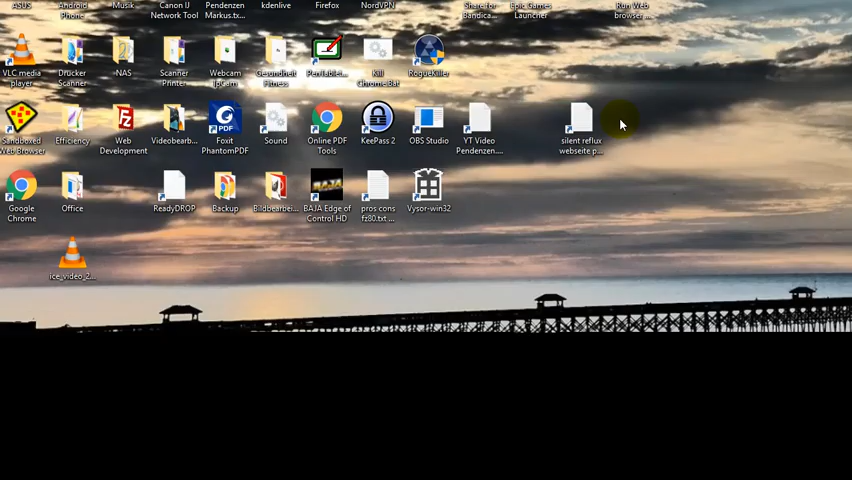 ASUS
Android
Phone
Musik
Canon IJ
Network Tool
Pendenzen
Markus.tx...
kdenlive
Firefox
NordVPN
Share for
Bandica...
Epic Games
Launcher
Run Web
browser ...
VLC media
player
Drucker
Scanner
NAS
Scanner
Printer
Webcam
IpCam
Gesundheit
Fitness
PenTablet...
Kill
Chrome.bat
RogueKiller
Sandboxed
Web Browser
Efficiency
Web
Development
Videobearb...
PDF
Foxit
PhantomPDF
Sound
Online PDF
Tools
KeePass 2
OBS Studio
YT Video
Pendenzen....
silent reflux
webseite p...
Google
Chrome
Office
ReadyDROP
Backup
Bildbearbei...
BAJA
BAJA Edge of
Control HD
pros cons
fz80.txt ...
Vysor-win32
ice_video_2...